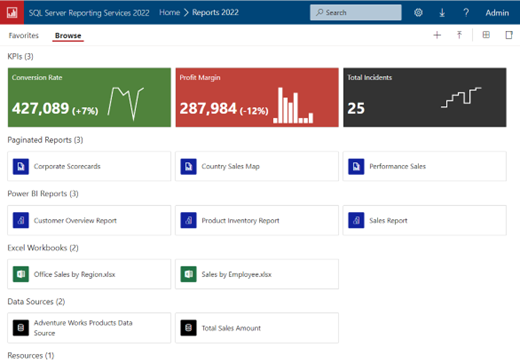 SQL Server Reporting Services 2022 Home > Reports 2022 Search ? Admin
Favorites Browse
KPIs (3)
Conversion Rate Profit Margin Total Incidents
427,089 (+7%) 287,984 (-12%) 25
Paginated Reports (3)
Corporate Scorecards Country Sales Map Performance Sales
Power BI Reports (3)
Customer Overview Report Product Inventory Report Sales Report
Excel Workbooks (2)
Office Sales by Region.xlsx Sales by Employee.xlsx
Data Sources (2)
Adventure Works Products Data
Source
Total Sales Amount
Resources (1)